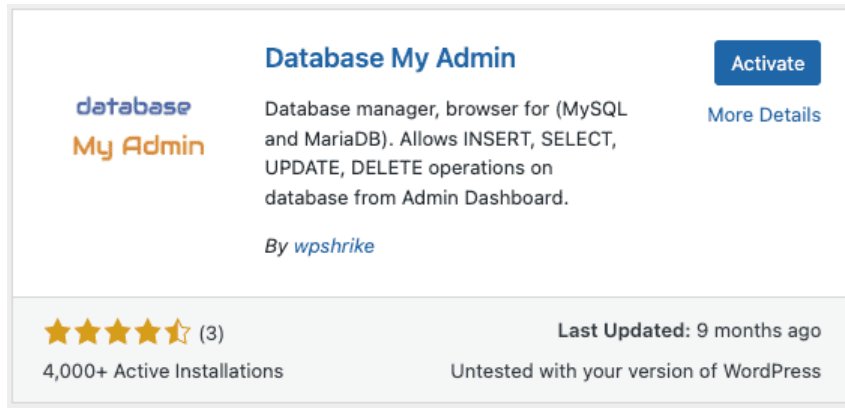 database
My Admin
Database My Admin
Database manager, browser for (MySQL
and MariaDB). Allows INSERT, SELECT,
UPDATE, DELETE operations on
database from Admin Dashboard.
By wpshrike
Activate
More Details
(3)
4,000+ Active Installations
Last Updated: 9 months ago
Untested with your version of WordPress